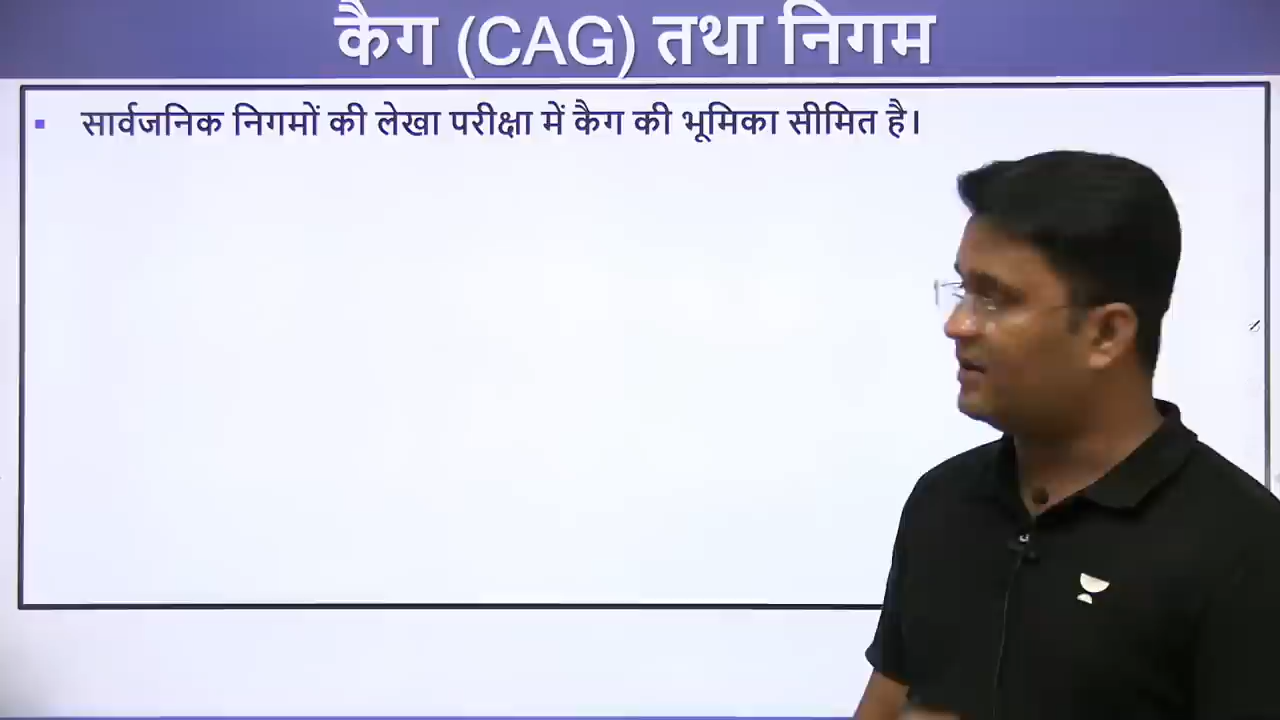 कैग (CAG) तथा निगम
सार्वजनिक निगमों की लेखा परीक्षा में कैग की भूमिका सीमित है।